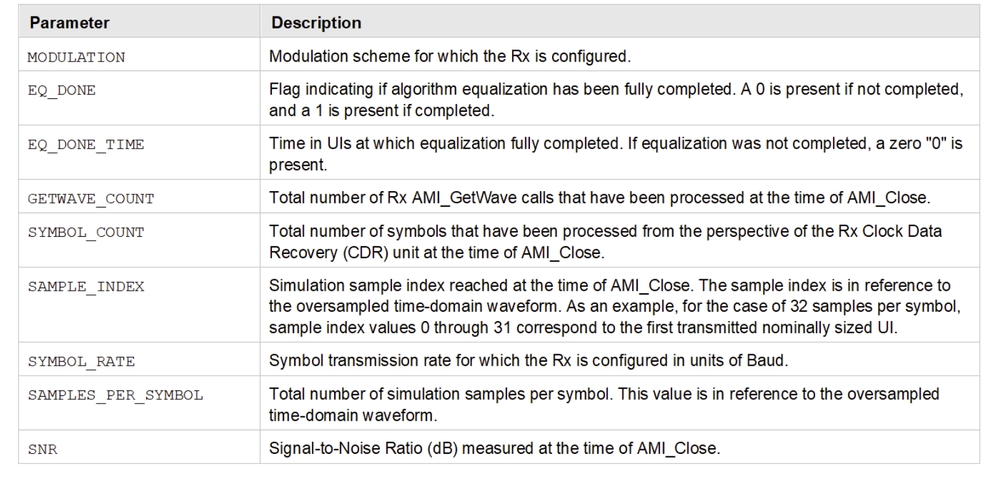 Parameter Description
MODULATION Modulation scheme for which the Rx is configured.
EQ_DONE Flag indicating if algorithm equalization has been fully completed. A 0 is present if not completed,
and a 1 is present if completed.
EQ_DONE_TIME Time in UIs at which equalization fully completed. If equalization was not completed, a zero "0" is
present.
GETWAVE_COUNT Total number of Rx AMI_GetWave calls that have been processed at the time of AMI_Close.
SYMBOL_COUNT Total number of symbols that have been processed from the perspective of the Rx Clock Data
Recovery (CDR) unit at the time of AMI_Close.
SAMPLE_INDEX Simulation sample index reached at the time of AMI_Close. The sample index is in reference to
the oversampled time-domain waveform. As an example, for the case of 32 samples per symbol,
sample index values 0 through 31 correspond to the first transmitted nominally sized UI.
SYMBOL_RATE Symbol transmission rate for which the Rx is configured in units of Baud.
SAMPLES_PER_SYMBOL Total number of simulation samples per symbol. This value is in reference to the oversampled
time-domain waveform.
SNR Signal-to-Noise Ratio (dB) measured at the time of AMI_Close.